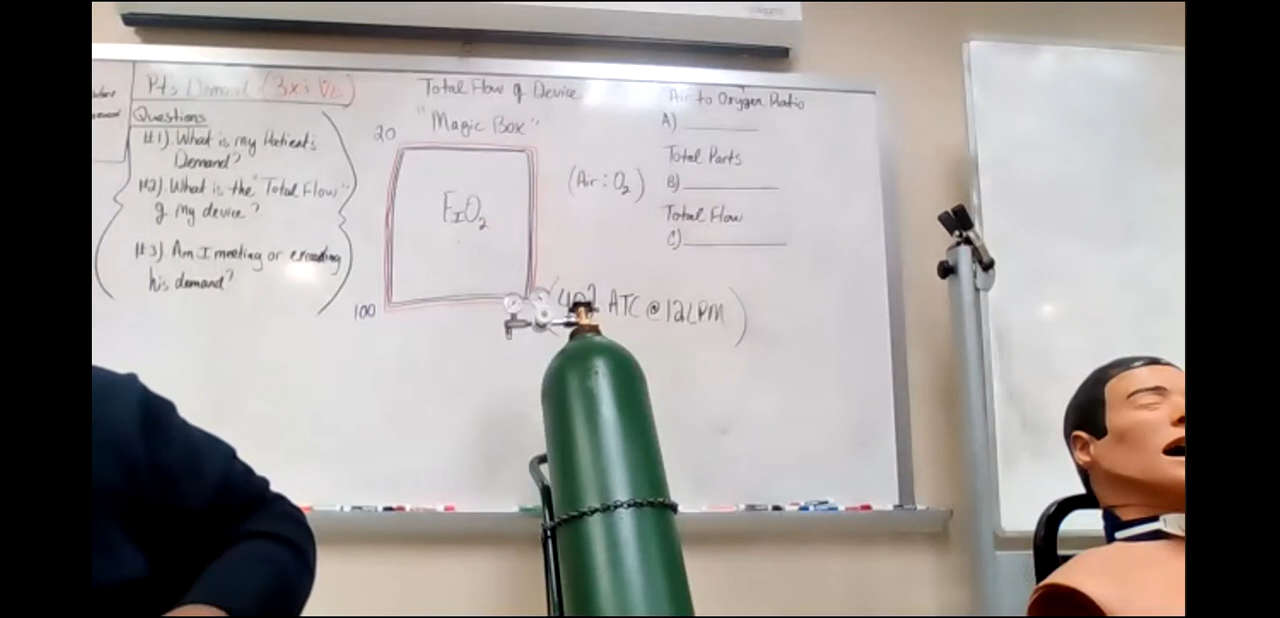 Pt's Demand (3x's V̇E)
Questions
#1). What is my Patient's
Demand?
#2). What is the "Total Flow"
of my device?
#3). Am I meeting or exceeding
his demand?
Total Flow of Device
"Magic Box"
20
FIO2
100
(Air : O2)
ATC @ 12LPM)
Air to Oxygen Ratio
A)
Total Parts
B)
Total Flow
C)